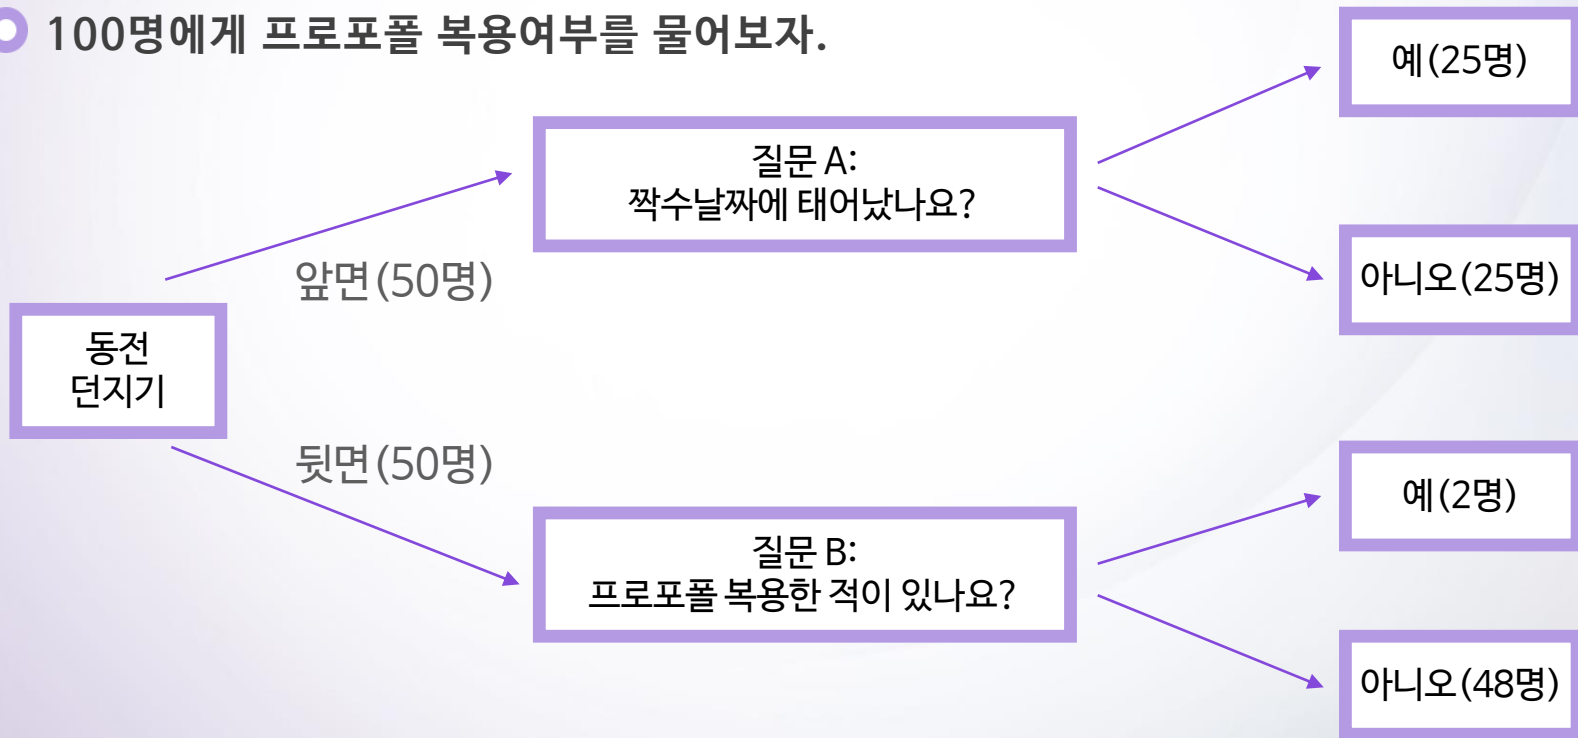 100명에게 프로포폴 복용여부를 물어보자.
예(25명)
질문 A:
짝수날짜에 태어났나요?
앞면(50명)
아니오(25명)
동전
던지기
뒷면(50명)
예(2명)
질문 B:
프로포폴 복용한 적이 있나요?
아니오(48명)